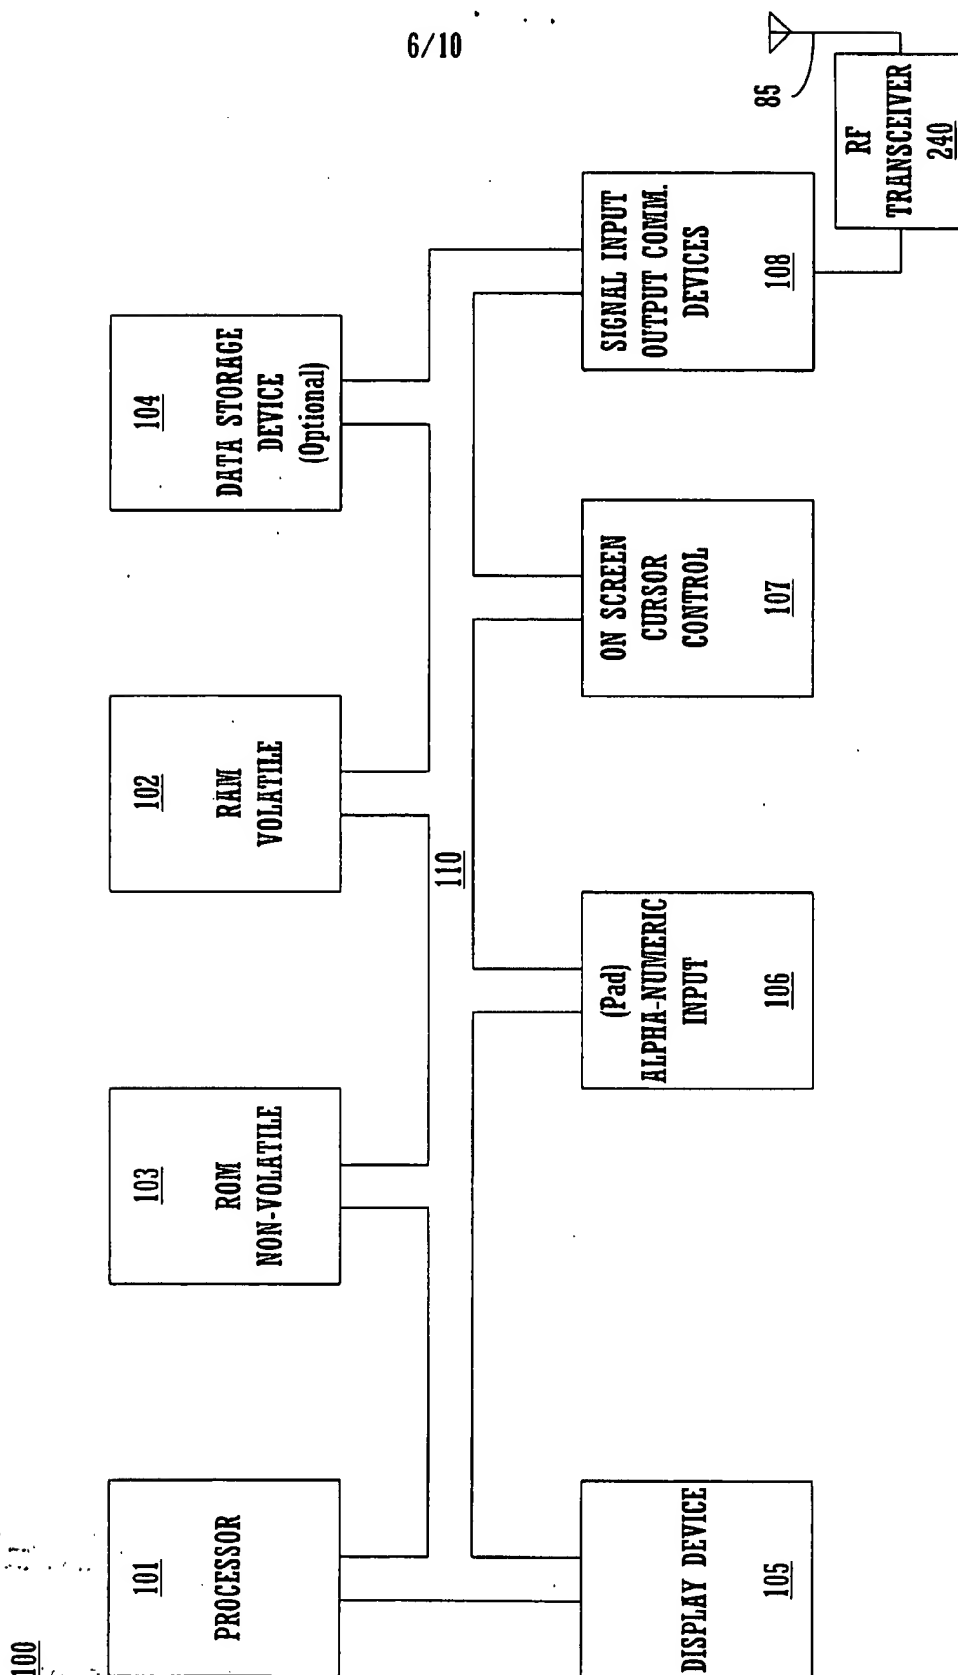 6/10
100
101
PROCESSOR
103
ROM
NON-VOLATILE
102
RAM
VOLATILE
104
DATA STORAGE
DEVICE
(Optional)
110
DISPLAY DEVICE
105
(Pad)
ALPHA-NUMERIC
INPUT
106
ON SCREEN
CURSOR
CONTROL
107
SIGNAL INPUT
OUTPUT COMM.
DEVICES
108
85
RF
TRANSCEIVER
240